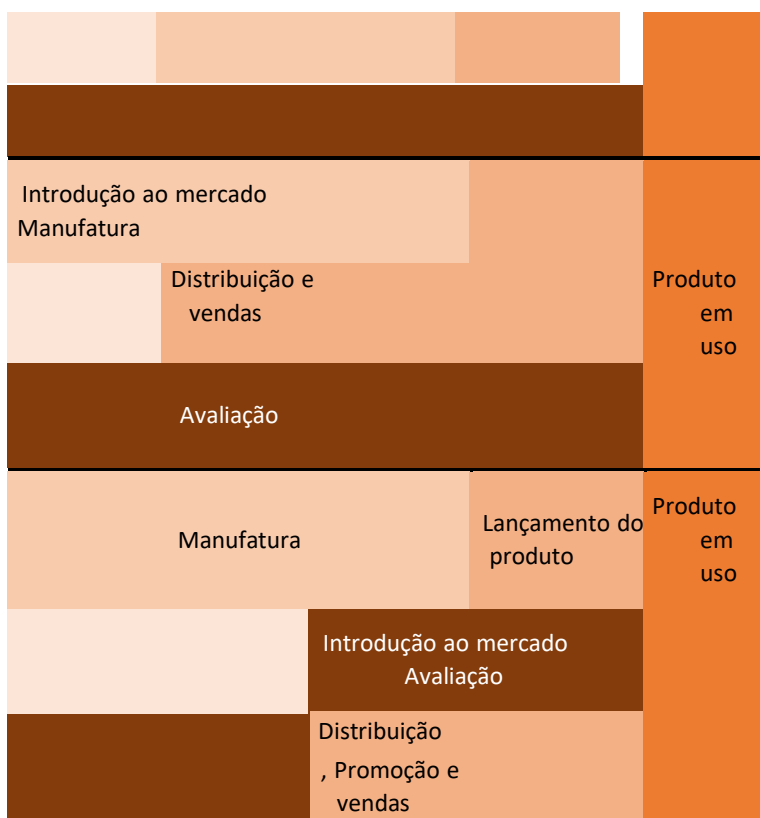 Introdução ao mercado
Manufatura
Distribuição e
vendas
Produto
em
uso
Avaliação
Manufatura
Lançamento do
produto
Produto
em
uso
Introdução ao mercado
Avaliação
Distribuição
, Promoção e
vendas